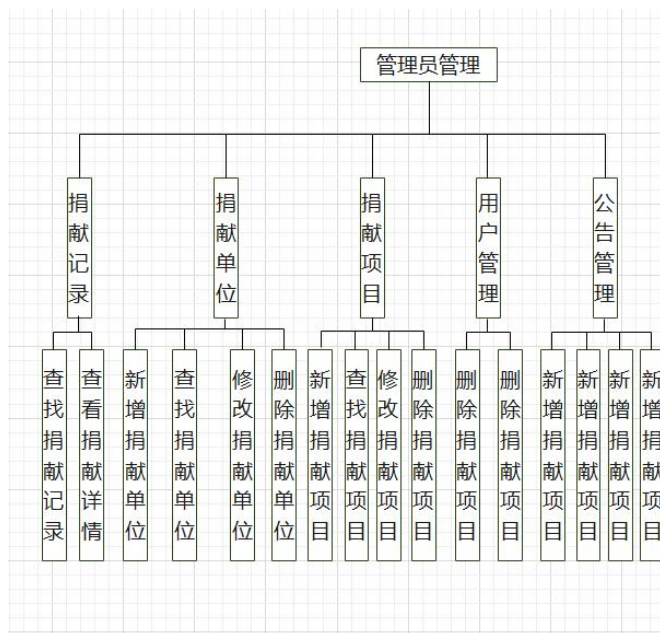 管理员管理
捐献记录
捐献单位
捐献项目
用户管理
公告管理
查找捐献记录
查看捐献详情
新增捐献单位
查找捐献单位
修改捐献单位
删除捐献单位
新增捐献项目
查找捐献项目
修改捐献项目
删除捐献项目
删除捐献项目
删除捐献项目
新增捐献项目
新增捐献项目
新增捐献项目
新增捐献项目